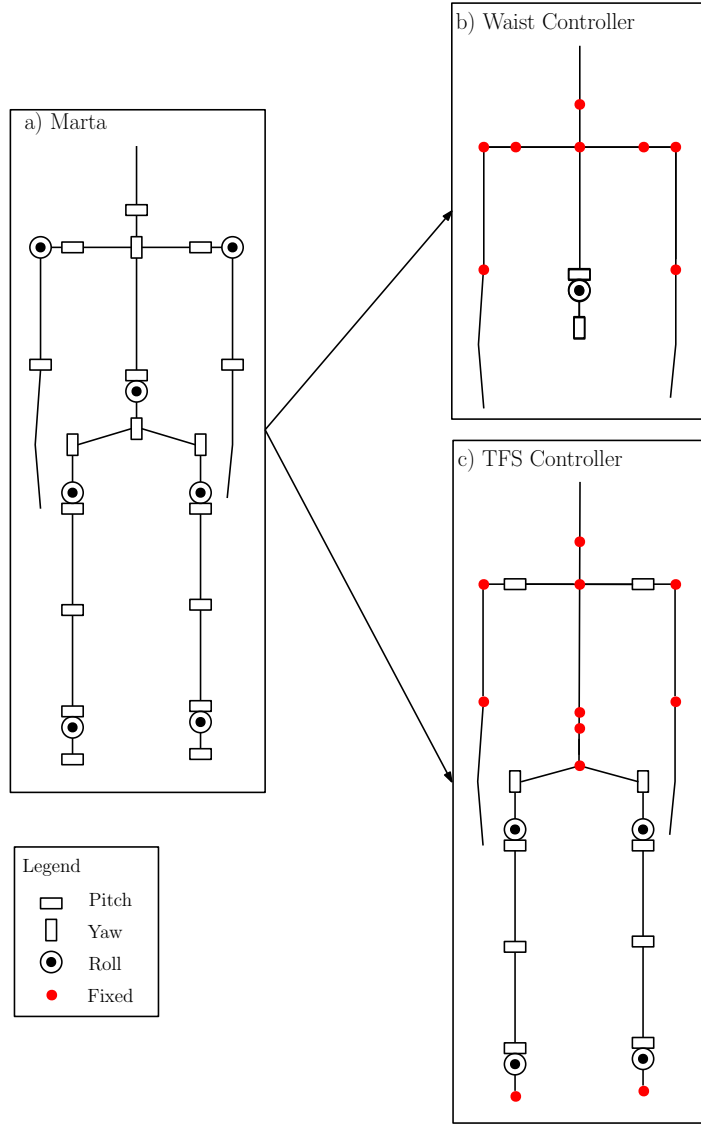 b) Waist Controller
a) Marta
c) TFS Controller
Legend
Pitch
Yaw
Roll
Fixed